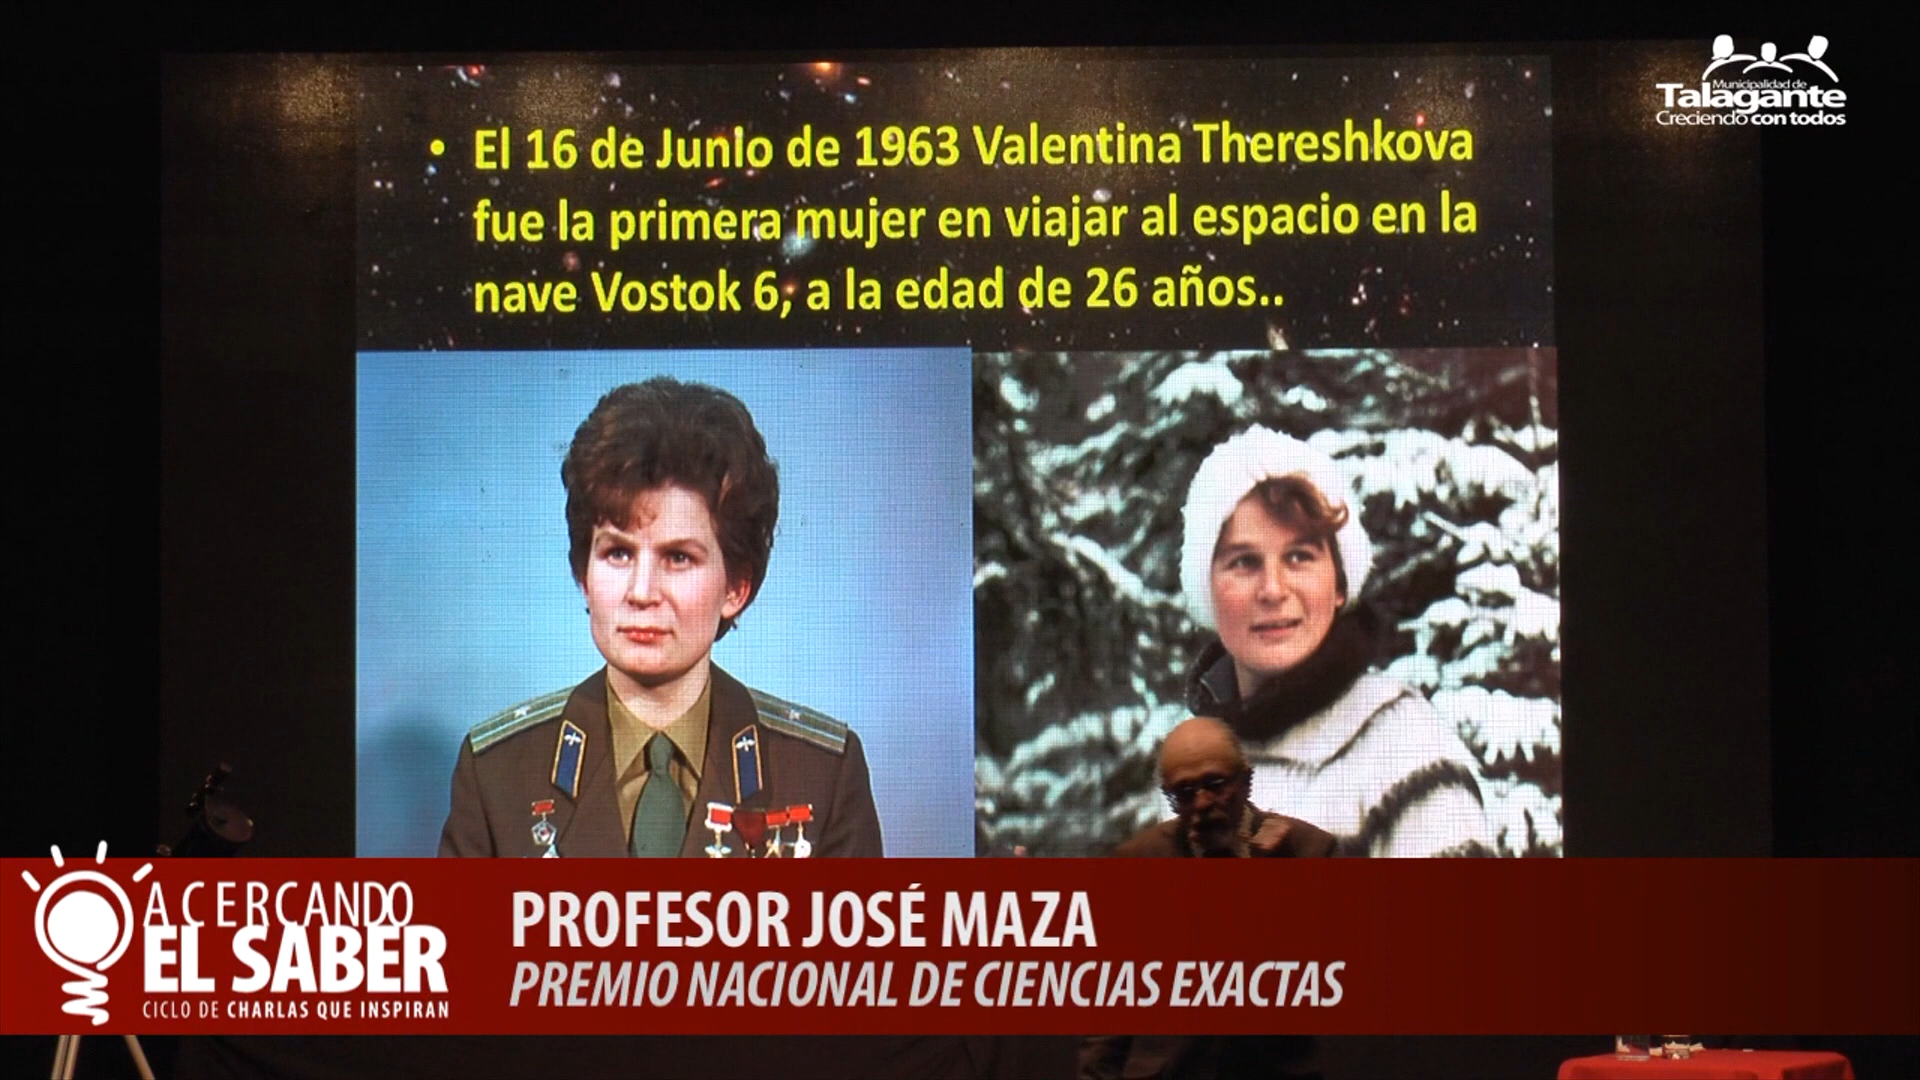 Municipalidad de
Talagante
Creciendo con todos
• El 16 de Junio de 1963 Valentina Thereshkova
fue la primera mujer en viajar al espacio en la
nave Vostok 6, a la edad de 26 años..
ACERCANDO
EL SABER
CICLO DE CHARLAS QUE INSPIRAN
PROFESOR JOSÉ MAZA
PREMIO NACIONAL DE CIENCIAS EXACTAS